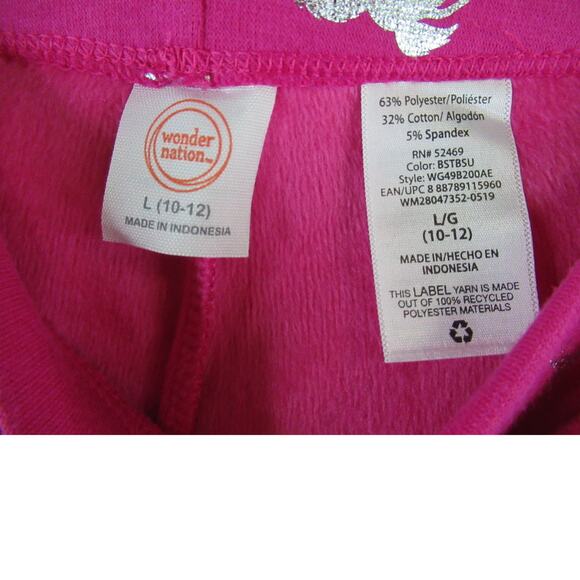 wonder
nation™
L (10-12)
MADE IN INDONESIA
63% Polyester/Poliéster
32% Cotton/ Algodón
5% Spandex
RN# 52469
Color: BSTBSU
Style: WG49B200AE
EAN/UPC 8 88789115960
WM28047352-0519
L/G
(10-12)
MADE IN/HECHO EN
INDONESIA
THIS LABEL YARN IS MADE
OUT OF 100% RECYCLED
POLYESTER MATERIALS